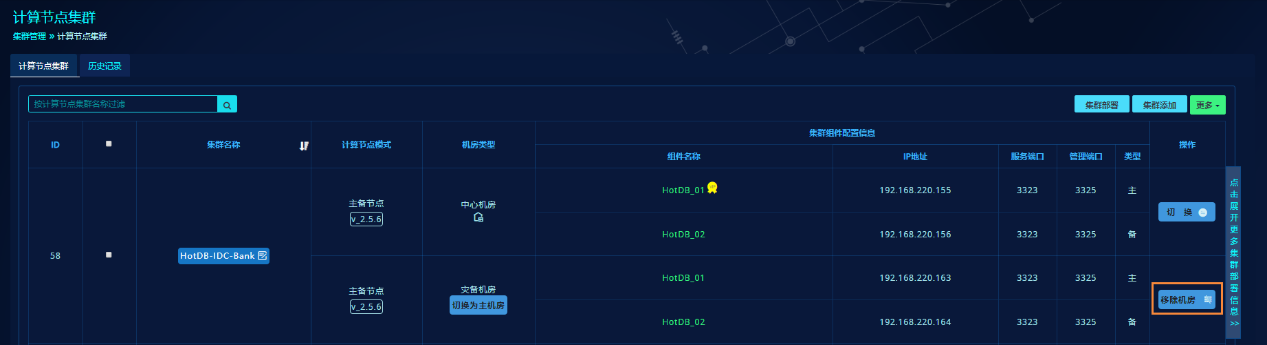 计算节点集群
集群管理 » 计算节点集群
计算节点集群 历史记录
按计算节点集群名称过滤
集群部署 集群添加 更多
ID 集群名称 计算节点模式 机房类型 集群组件配置信息 操作
组件名称 IP地址 服务端口 管理端口 类型
58 HotDB-IDC-Bank
主备节点 v_2.5.6 中心机房
HotDB_01 192.168.220.155 3323 3325 主
切 换
HotDB_02 192.168.220.156 3323 3325 备
主备节点 v_2.5.6 灾备机房 切换为主机房
HotDB_01 192.168.220.163 3323 3325 主
移除机房
HotDB_02 192.168.220.164 3323 3325 备
点击展开更多集群部署信息 >>